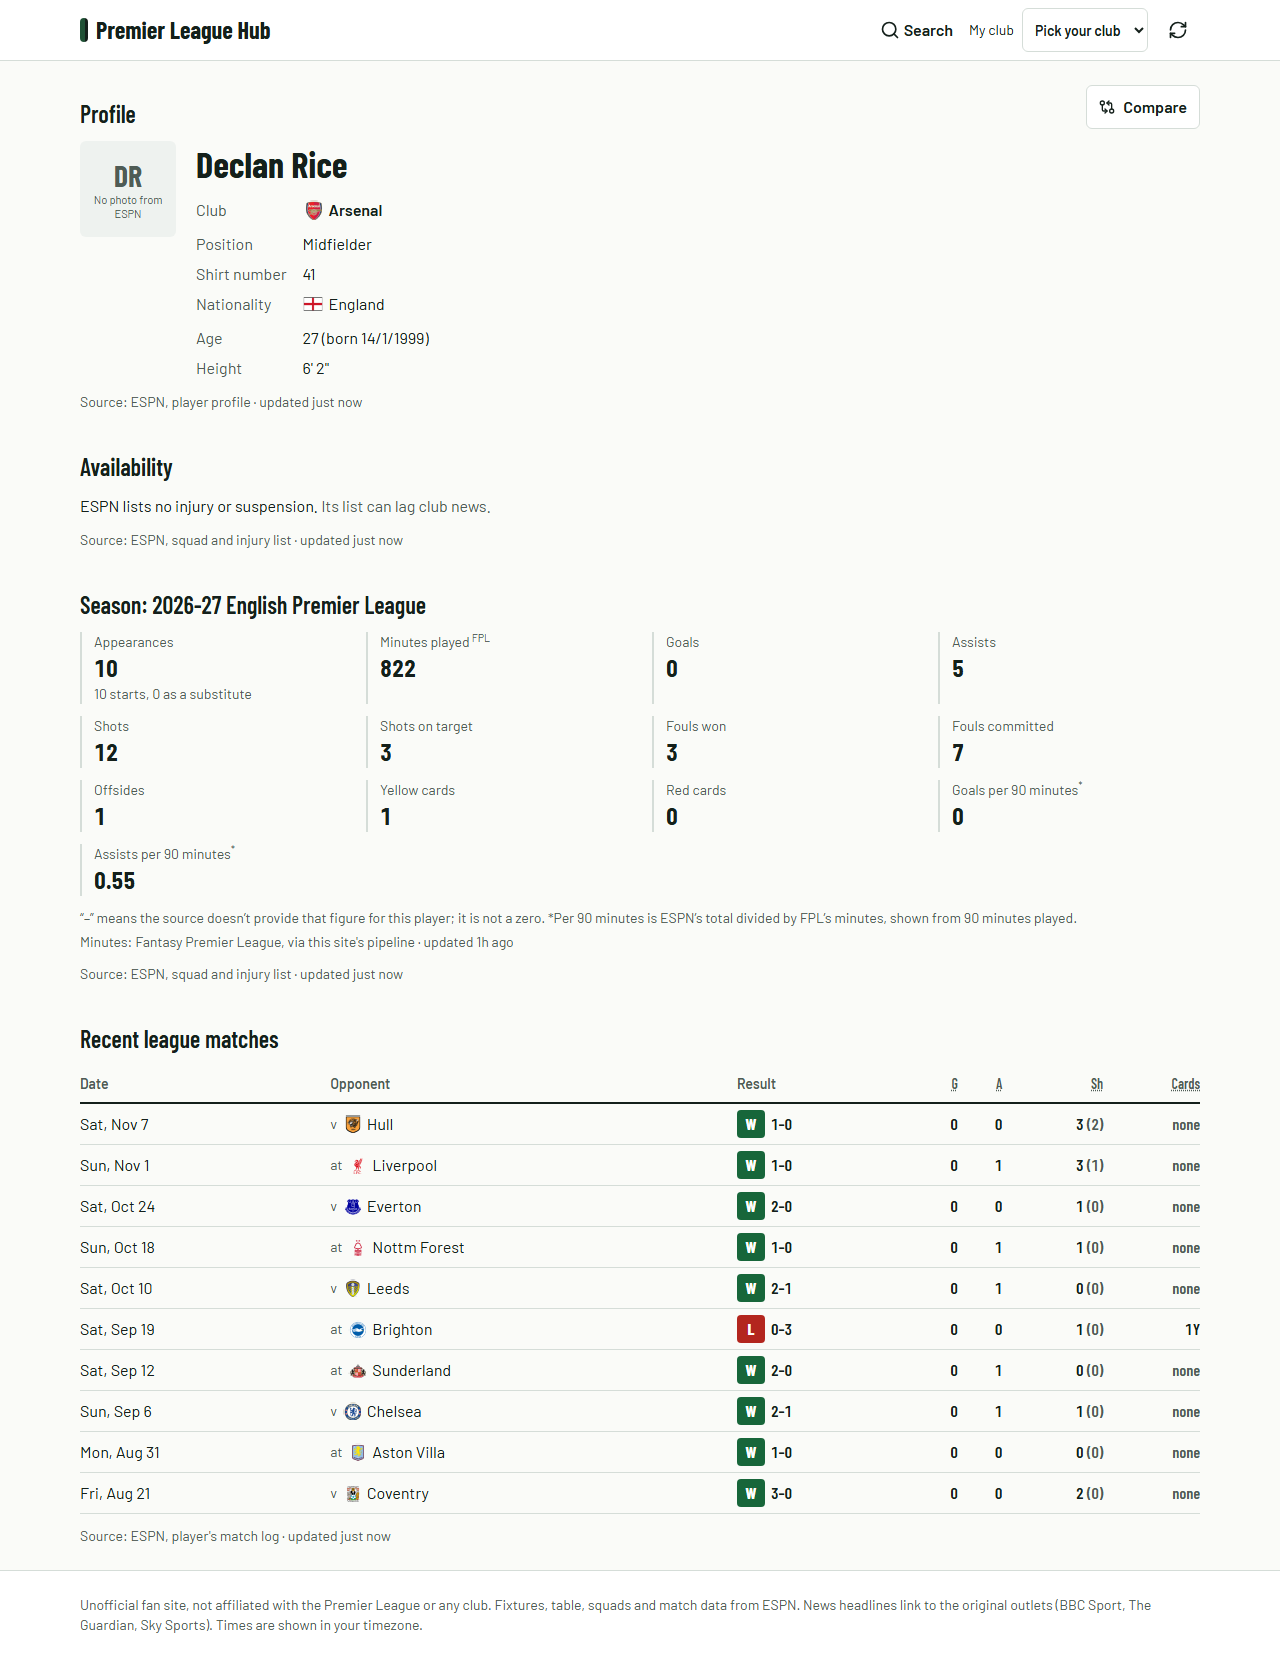 Premier League Hub
Search My club Pick your club
Profile
Compare
DR
No photo from
ESPN
Declan Rice
Club Arsenal
Position Midfielder
Shirt number 41
Nationality England
Age 27 (born 14/1/1999)
Height 6' 2"
Source: ESPN, player profile · updated just now
Availability
ESPN lists no injury or suspension. Its list can lag club news.
Source: ESPN, squad and injury list · updated just now
Season: 2026-27 English Premier League
Appearances Minutes played FPL Goals Assists
10 822 0 5
10 starts, 0 as a substitute
Shots Shots on target Fouls won Fouls committed
12 3 3 7
Offsides Yellow cards Red cards Goals per 90 minutes*
1 1 0 0
Assists per 90 minutes*
0.55
“–” means the source doesn’t provide that figure for this player; it is not a zero. *Per 90 minutes is ESPN’s total divided by FPL’s minutes, shown from 90 minutes played.
Minutes: Fantasy Premier League, via this site's pipeline · updated 1h ago
Source: ESPN, squad and injury list · updated just now
Recent league matches
Date Opponent Result G A Sh Cards
Sat, Nov 7 v Hull W 1-0 0 0 3 (2) none
Sun, Nov 1 at Liverpool W 1-0 0 1 3 (1) none
Sat, Oct 24 v Everton W 2-0 0 0 1 (0) none
Sun, Oct 18 at Nottm Forest W 1-0 0 1 1 (0) none
Sat, Oct 10 v Leeds W 2-1 0 1 0 (0) none
Sat, Sep 19 at Brighton L 0-3 0 0 1 (0) 1Y
Sat, Sep 12 at Sunderland W 2-0 0 1 0 (0) none
Sun, Sep 6 v Chelsea W 2-1 0 1 1 (0) none
Mon, Aug 31 at Aston Villa W 1-0 0 0 0 (0) none
Fri, Aug 21 v Coventry W 3-0 0 0 2 (0) none
Source: ESPN, player's match log · updated just now
Unofficial fan site, not affiliated with the Premier League or any club. Fixtures, table, squads and match data from ESPN. News headlines link to the original outlets (BBC Sport, The
Guardian, Sky Sports). Times are shown in your timezone.